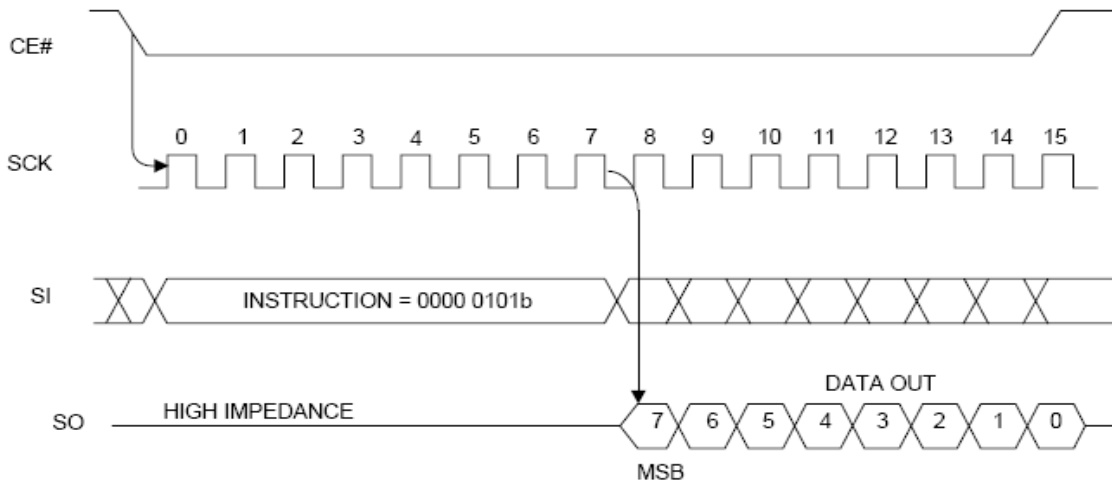 CE#
0 1 2 3 4 5 6 7 8 9 10 11 12 13 14 15
SCK
SI
INSTRUCTION = 0000 0101b
DATA OUT
HIGH IMPEDANCE
SO
7 6 5 4 3 2 1 0
MSB